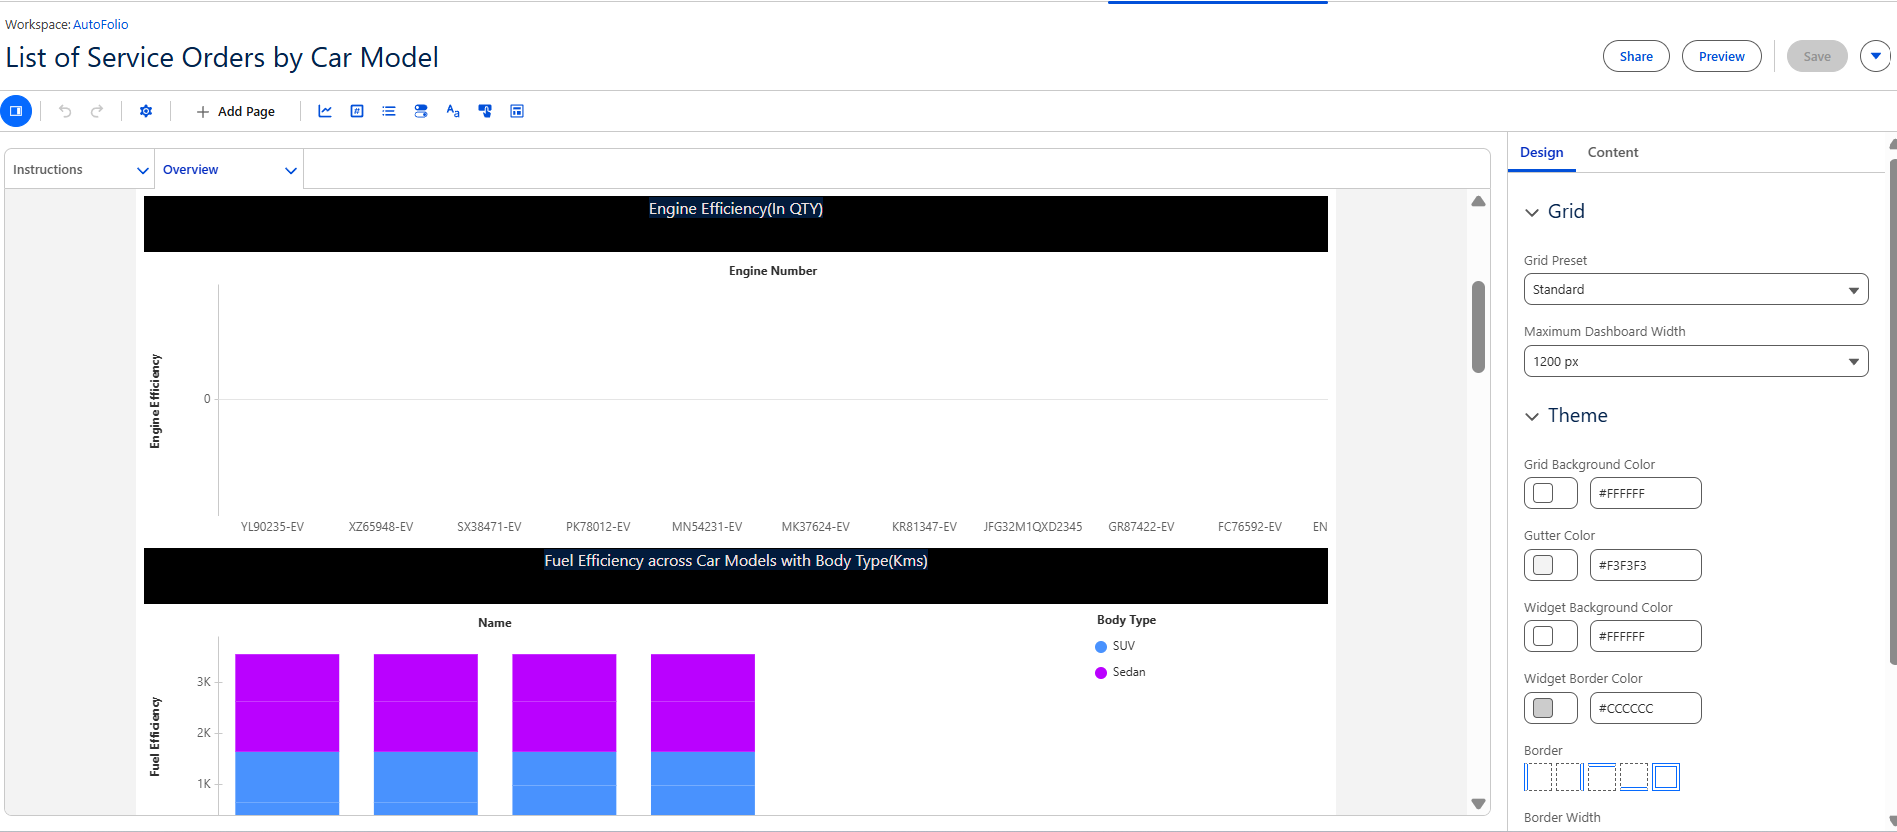 Workspace: AutoFolio
List of Service Orders by Car Model
Share
Preview
Save
Add Page
Instructions
Overview
Engine Efficiency(In QTY)
Engine Number
Engine Efficiency
0
YL90235-EV
XZ65948-EV
SX38471-EV
PK78012-EV
MN54231-EV
MK37624-EV
KR81347-EV
JFG32M1QXD2345
GR87422-EV
FC76592-EV
EN
Fuel Efficiency across Car Models with Body Type(Kms)
Name
Fuel Efficiency
3K
2K
1K
Body Type
SUV
Sedan
Design
Content
Grid
Grid Preset
Standard
Maximum Dashboard Width
1200 px
Theme
Grid Background Color
#FFFFFF
Gutter Color
#F3F3F3
Widget Background Color
#FFFFFF
Widget Border Color
#CCCCCC
Border
Border Width